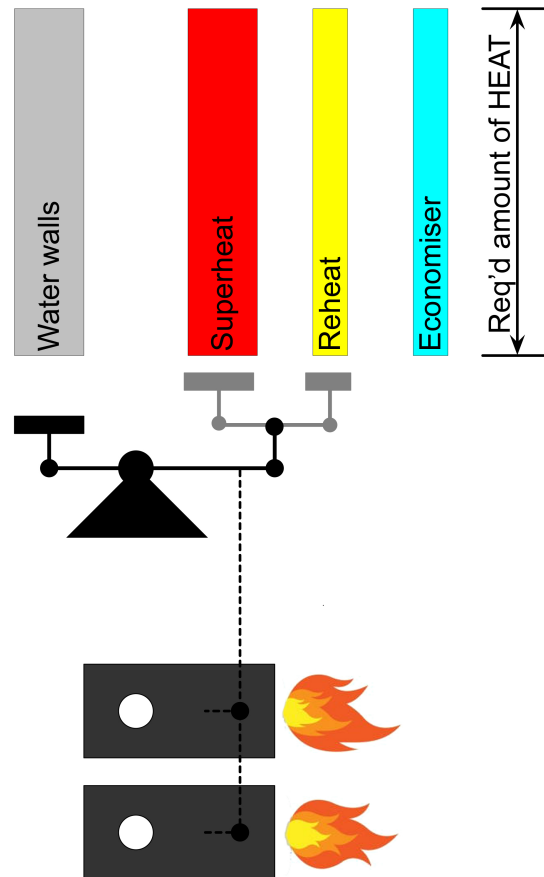 Water walls
Superheat
Reheat
Economiser
Req'd amount of HEAT